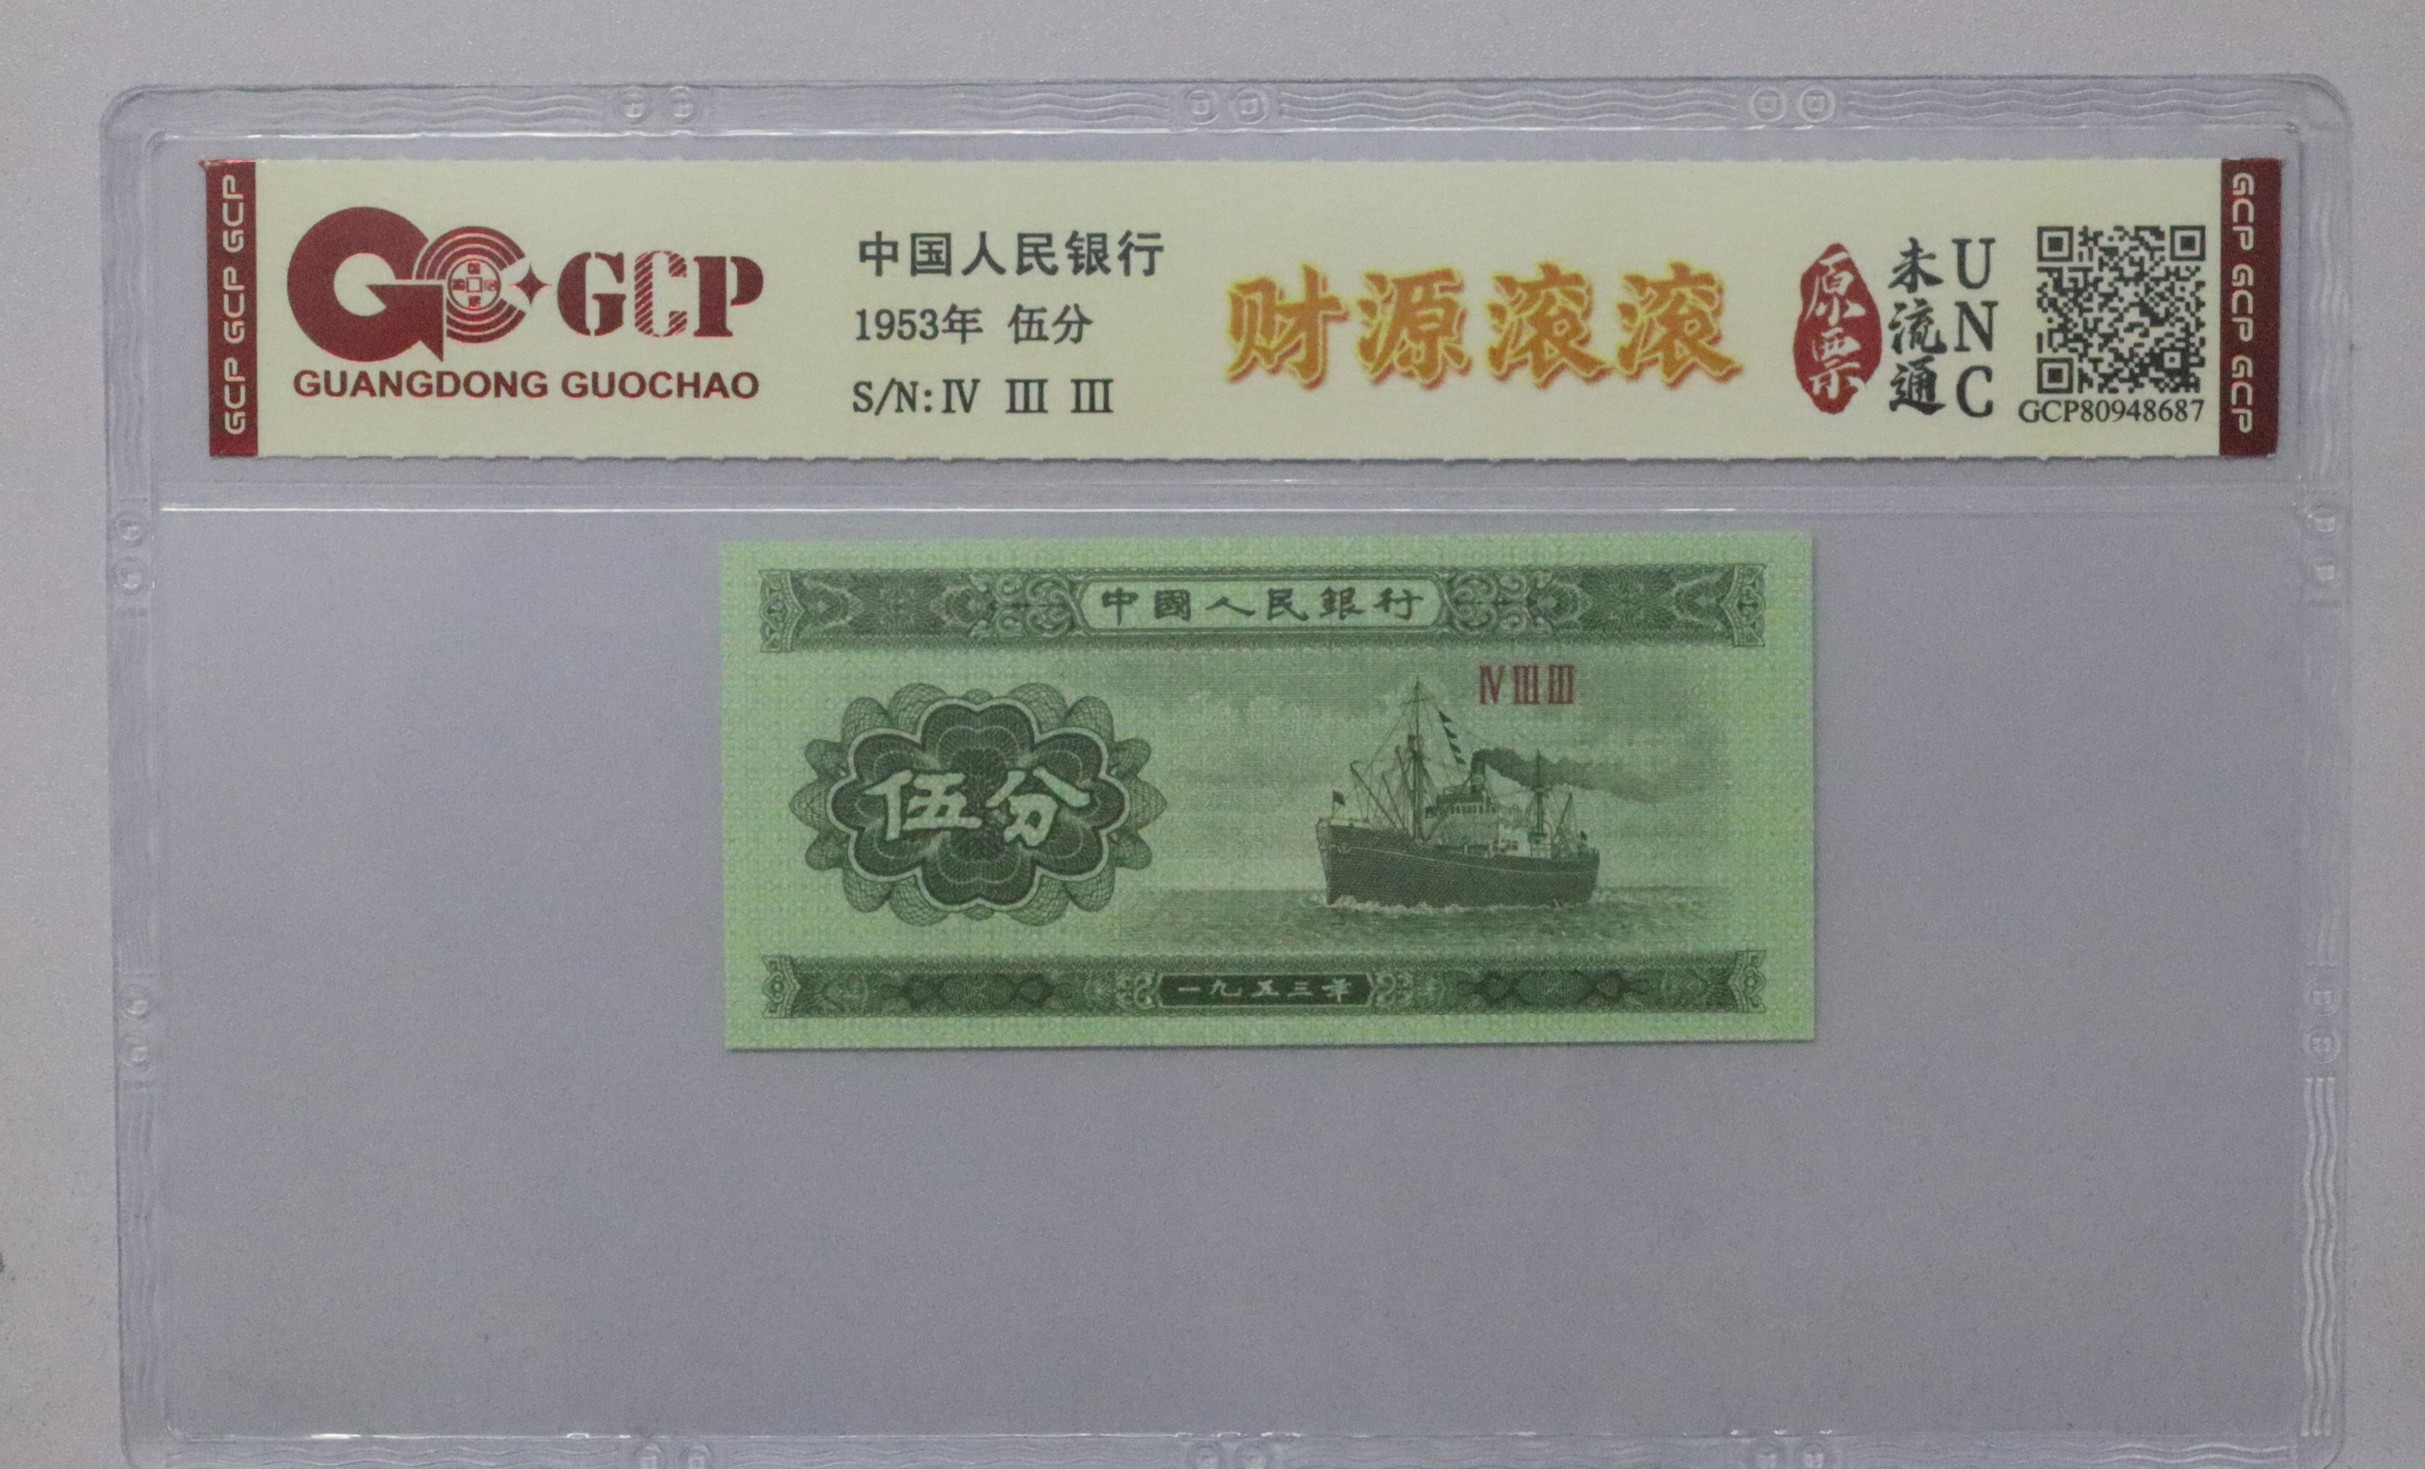 GCP GCP GCP
GCP
GUANGDONG GUOCHAO
中国人民银行
1953年 伍分
S/N:Ⅳ Ⅲ Ⅲ
财源滚滚
原票
未流通
UNC
GCP80948687
GCP GCP GCP
中國人民銀行
Ⅳ Ⅲ Ⅲ
伍分
一九五三年